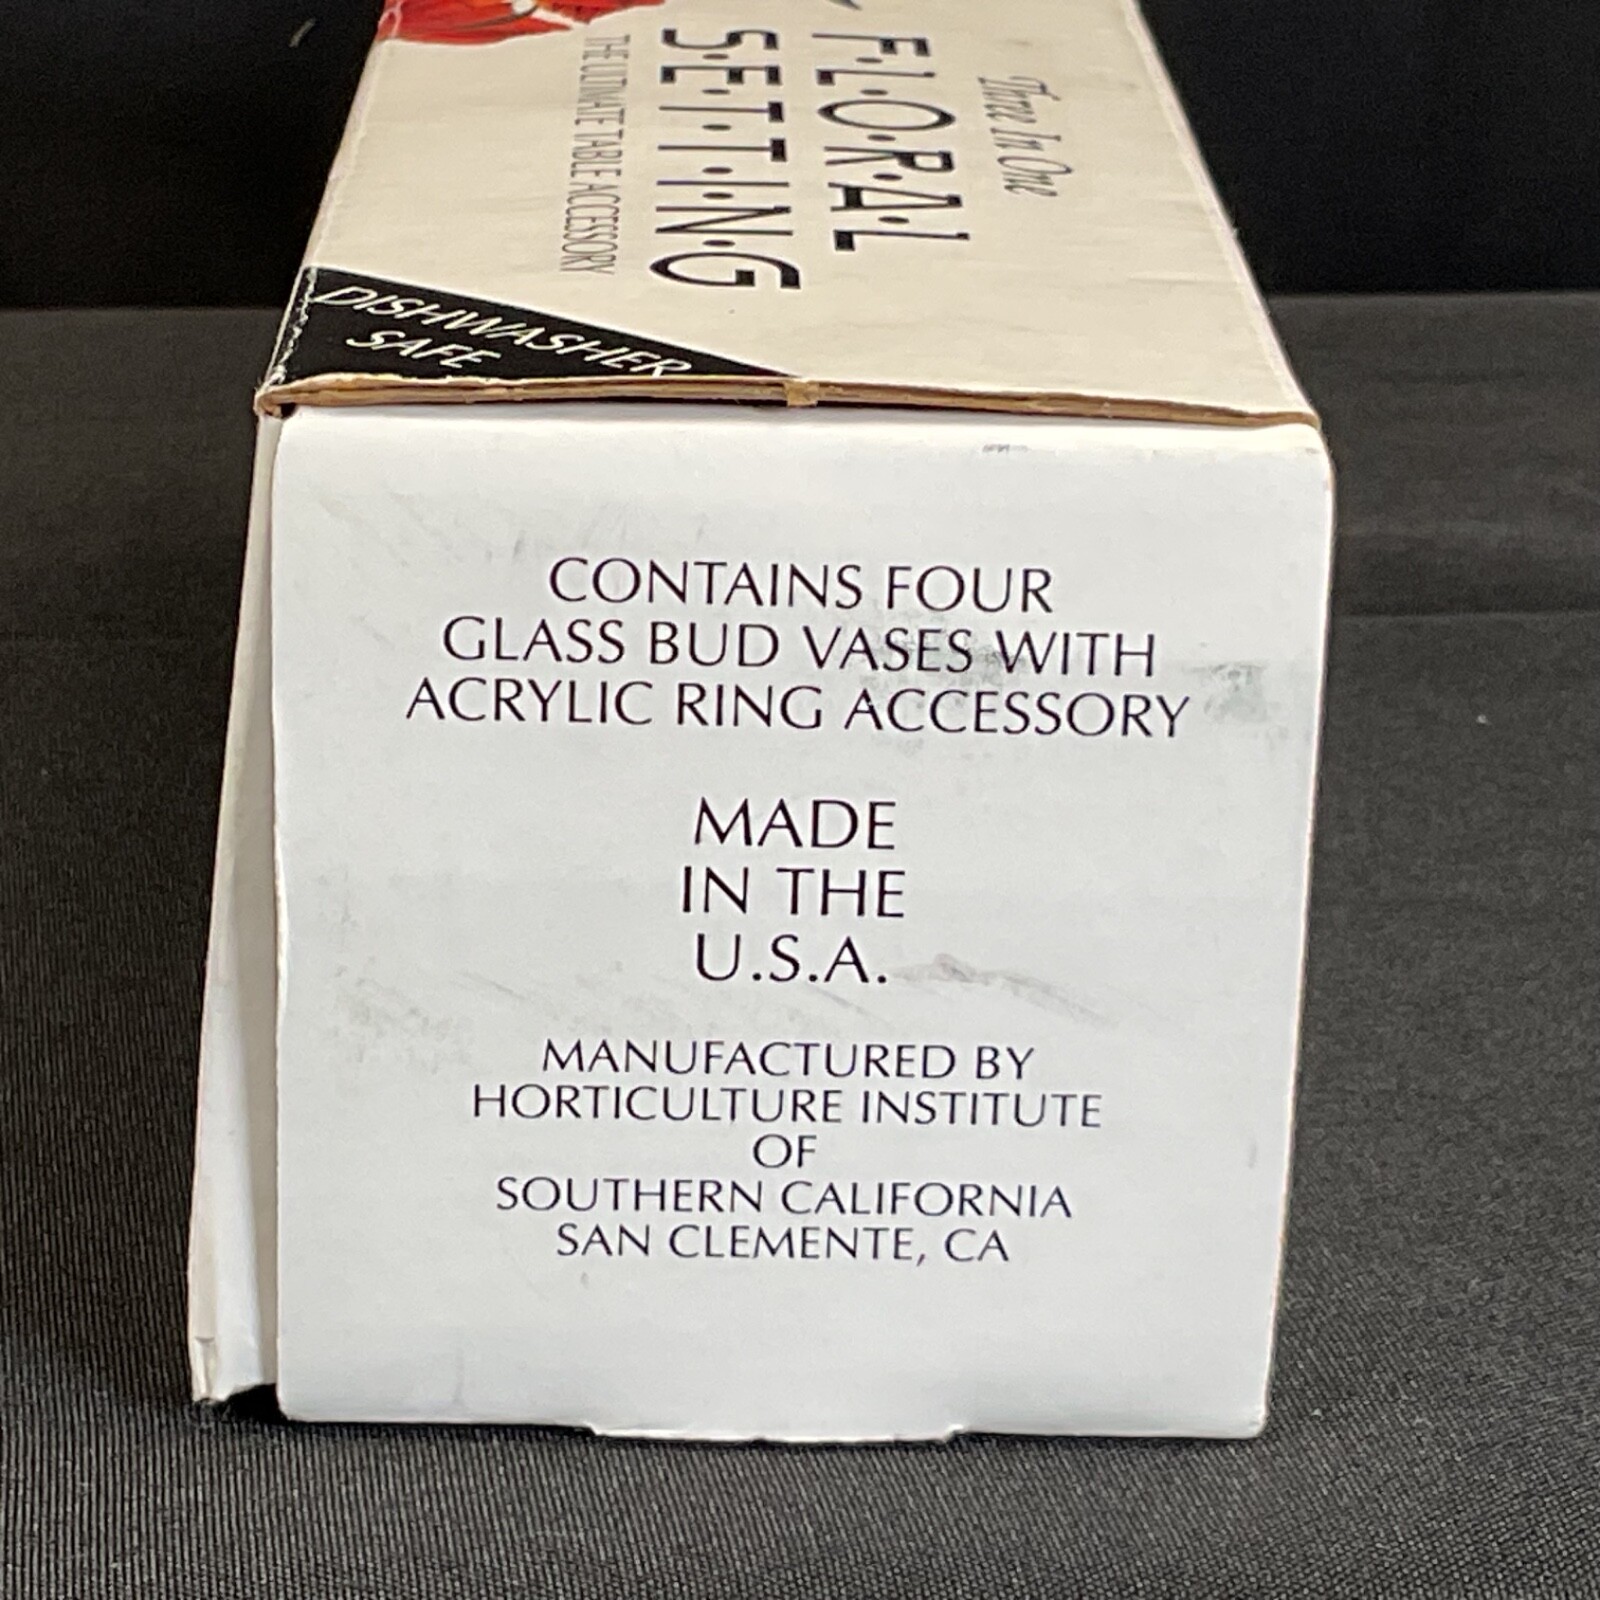 Three In One
F·L·O·R·A·L
S·E·T·T·I·N·G
THE ULTIMATE TABLE ACCESSORY
DISHWASHER
SAFE
CONTAINS FOUR
GLASS BUD VASES WITH
ACRYLIC RING ACCESSORY
MADE
IN THE
U.S.A.
MANUFACTURED BY
HORTICULTURE INSTITUTE
OF
SOUTHERN CALIFORNIA
SAN CLEMENTE, CA